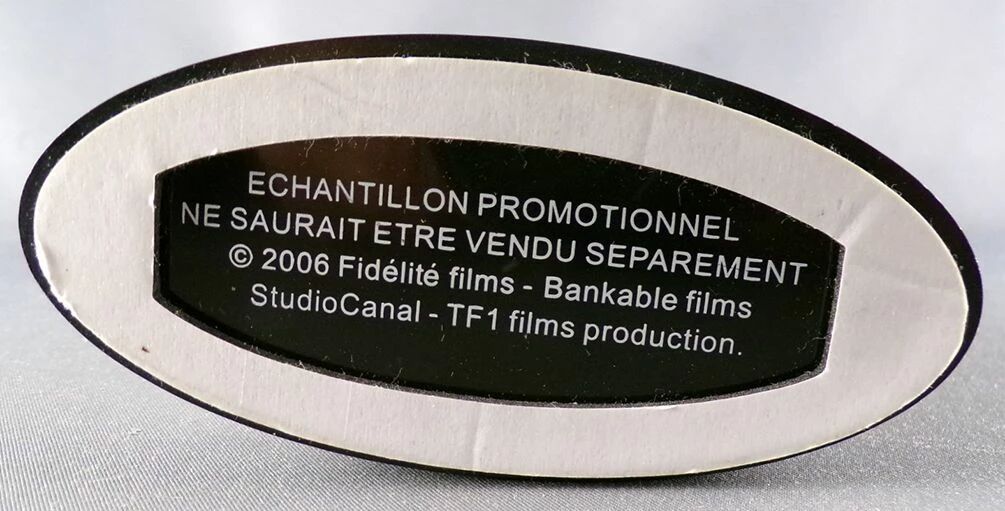 ECHANTILLON PROMOTIONNEL
NE SAURAIT ETRE VENDU SEPAREMENT
© 2006 Fidélité films - Bankable films
StudioCanal - TF1 films production.